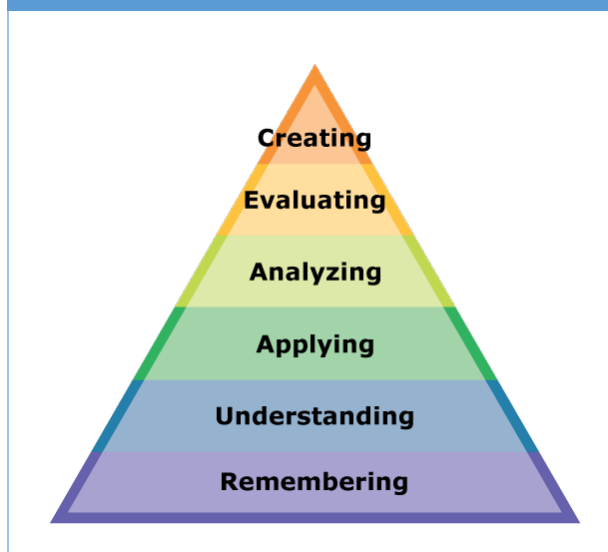 Creating
Evaluating
Analyzing
Applying
Understanding
Remembering